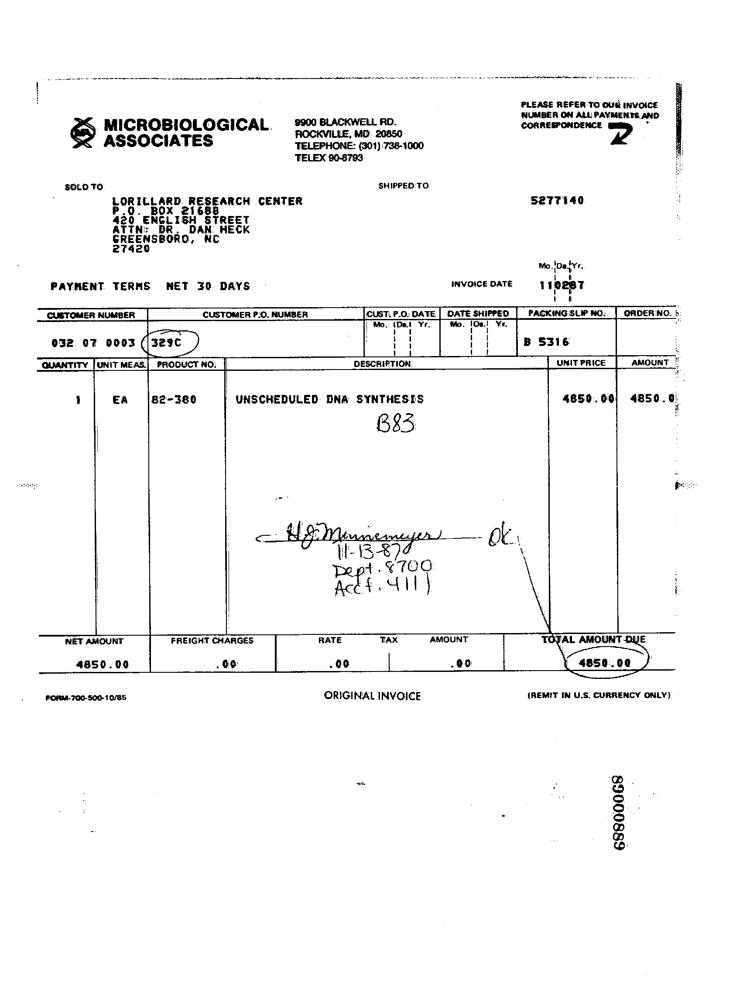 PLEASE REFER TO OUR INVOICE
NUMBER ON ALL PAYMENTS AND
CORRESPONDENCE
MICROBIOLOGICAL
ASSOCIATES
9900 BLACKWELL RD.
ROCKVILLE, MD 20850
TELEPHONE: (301) 738-1000
TELEX 90-8793
SOLD TO
SHIPPED TO
LORILLARD RESEARCH CENTER
P.O. BOX 21688
420 ENGLISH STREET
ATTN: DR. DAN HECK
GREENSBORO, NC
27420
5277140
Mo. Da. Yr.
PAYMENT TERMS NET 30 DAYS
INVOICE DATE 110287
CUSTOMER NUMBER CUSTOMER P.O. NUMBER CUST. P.O. DATE DATE SHIPPED PACKING SLIP NO. ORDER NO.
Mo. Da. Yr. Mo. Da. Yr.
032 07 0003 329C B 5316
QUANTITY UNIT MEAS. PRODUCT NO. DESCRIPTION UNIT PRICE AMOUNT
1 EA 82-380 UNSCHEDULED DNA SYNTHESIS 4850.00 4850.0
B83
HJ Minnemeyer OK
11-13-87
Dept. 8700
Acct. 4111
NET AMOUNT FREIGHT CHARGES RATE TAX AMOUNT TOTAL AMOUNT DUE
4850.00 .00 .00 .00 4850.00
FORM-700-500-10/85 ORIGINAL INVOICE (REMIT IN U.S. CURRENCY ONLY)
89000889